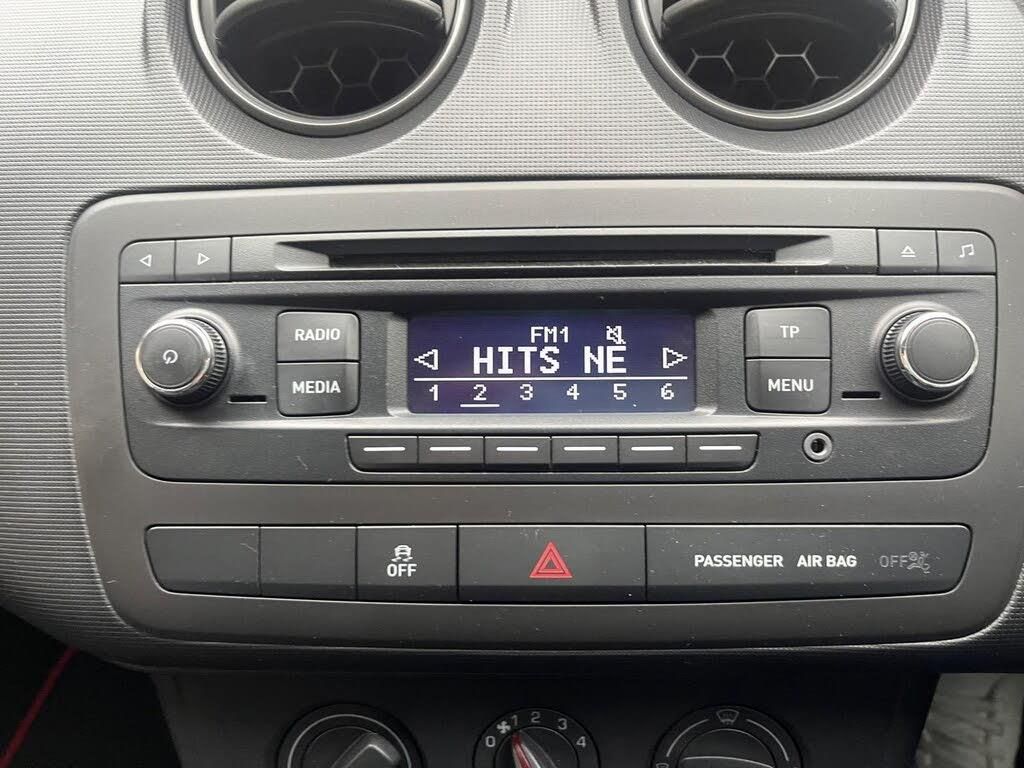 RADIO
MEDIA
FM1
HITS NE
1 2 3 4 5 6
TP
MENU
OFF
PASSENGER AIR BAG OFF
0 1 2 3 4